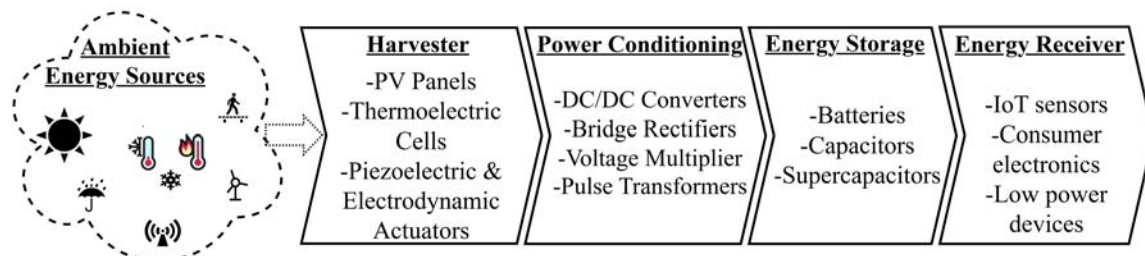 Ambient
Energy Sources
Harvester
-PV Panels
-Thermoelectric
Cells
-Piezoelectric &
Electrodynamic
Actuators
Power Conditioning
-DC/DC Converters
-Bridge Rectifiers
-Voltage Multiplier
-Pulse Transformers
Energy Storage
-Batteries
-Capacitors
-Supercapacitors
Energy Receiver
-IoT sensors
-Consumer
electronics
-Low power
devices